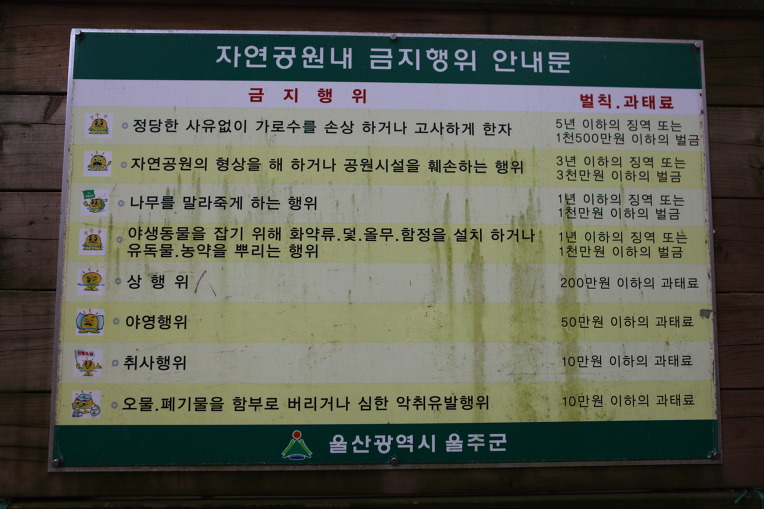 자연공원내 금지행위 안내문
금 지 행 위
벌칙.과태료
정당한 사유없이 가로수를 손상 하거나 고사하게 한자
5년 이하의 징역 또는
1천500만원 이하의 벌금
자연공원의 형상을 해 하거나 공원시설을 훼손하는 행위
3년 이하의 징역 또는
3천만원 이하의 벌금
나무를 말라죽게 하는 행위
1년 이하의 징역 또는
1천만원 이하의 벌금
야생동물을 잡기 위해 화약류.덫.올무.함정을 설치 하거나
유독물.농약을 뿌리는 행위
1년 이하의 징역 또는
1천만원 이하의 벌금
상 행 위
200만원 이하의 과태료
야영행위
50만원 이하의 과태료
취사행위
10만원 이하의 과태료
오물.폐기물을 함부로 버리거나 심한 악취유발행위
10만원 이하의 과태료
울산광역시 울주군